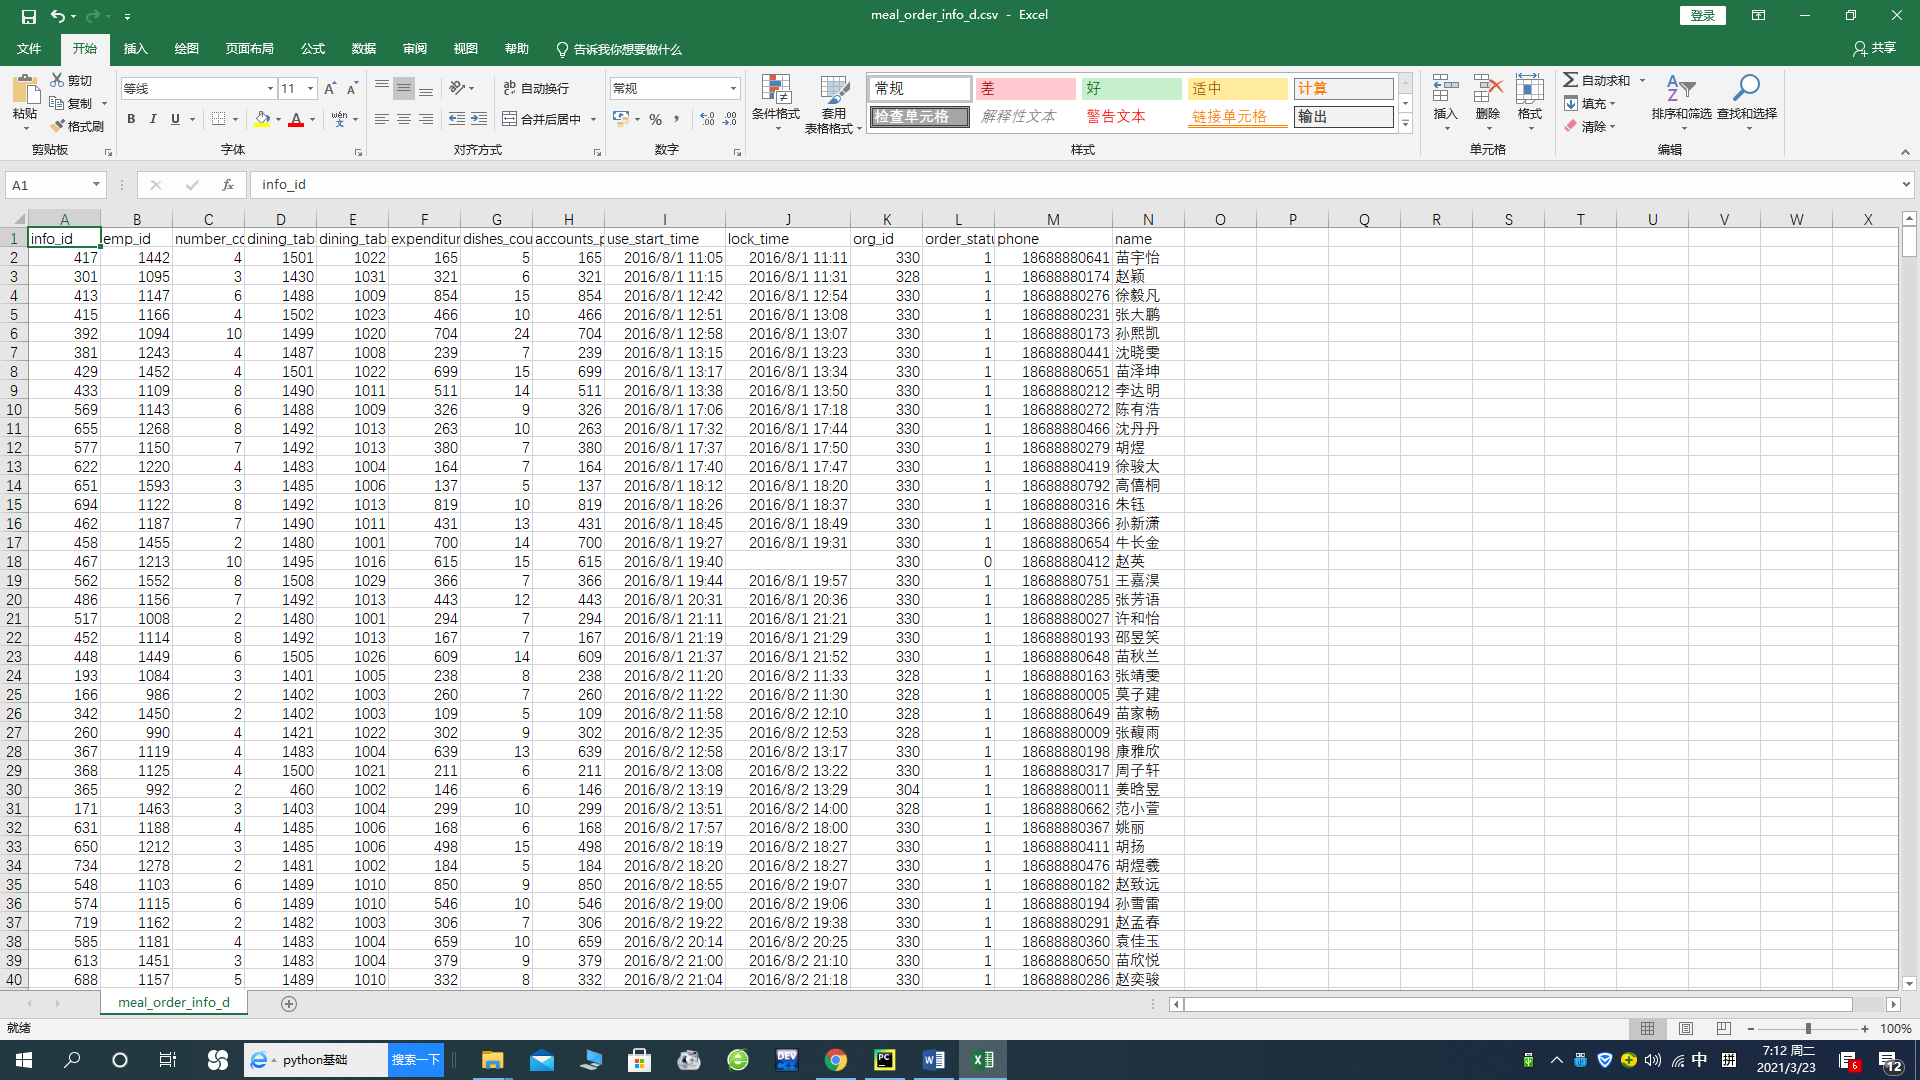 meal_order_info_d.csv - Excel
登录
文件 开始 插入 绘图 页面布局 公式 数据 审阅 视图 帮助 告诉我你想要做什么 共享
粘贴 剪切 复制 格式刷 剪贴板
等线 11 B I U A wén 字体
自动换行 合并后居中 对齐方式
常规 % 数字
条件格式 套用表格格式 常规 差 好 适中 计算
检查单元格 解释性文本 警告文本 链接单元格 输出 样式
插入 删除 格式 单元格
自动求和 填充 清除 排序和筛选 查找和选择 编辑
A1 fx info_id
A B C D E F G H I J K L M N O P Q R S T U V W X
1 info_id emp_id number_co dining_tab dining_tab expenditur dishes_cou accounts_p use_start_time lock_time org_id order_statu phone name
2 417 1442 4 1501 1022 165 5 165 2016/8/1 11:05 2016/8/1 11:11 330 1 18688880641 苗宇怡
3 301 1095 3 1430 1031 321 6 321 2016/8/1 11:15 2016/8/1 11:31 328 1 18688880174 赵颖
4 413 1147 6 1488 1009 854 15 854 2016/8/1 12:42 2016/8/1 12:54 330 1 18688880276 徐毅凡
5 415 1166 4 1502 1023 466 10 466 2016/8/1 12:51 2016/8/1 13:08 330 1 18688880231 张大鹏
6 392 1094 10 1499 1020 704 24 704 2016/8/1 12:58 2016/8/1 13:07 330 1 18688880173 孙熙凯
7 381 1243 4 1487 1008 239 7 239 2016/8/1 13:15 2016/8/1 13:23 330 1 18688880441 沈晓雯
8 429 1452 4 1501 1022 699 15 699 2016/8/1 13:17 2016/8/1 13:34 330 1 18688880651 苗泽坤
9 433 1109 8 1490 1011 511 14 511 2016/8/1 13:38 2016/8/1 13:50 330 1 18688880212 李达明
10 569 1143 6 1488 1009 326 9 326 2016/8/1 17:06 2016/8/1 17:18 330 1 18688880272 陈有浩
11 655 1268 8 1492 1013 263 10 263 2016/8/1 17:32 2016/8/1 17:44 330 1 18688880466 沈丹丹
12 577 1150 7 1492 1013 380 7 380 2016/8/1 17:37 2016/8/1 17:50 330 1 18688880279 胡煜
13 622 1220 4 1483 1004 164 7 164 2016/8/1 17:40 2016/8/1 17:47 330 1 18688880419 徐骏太
14 651 1593 3 1485 1006 137 5 137 2016/8/1 18:12 2016/8/1 18:20 330 1 18688880792 高僖桐
15 694 1122 8 1492 1013 819 10 819 2016/8/1 18:26 2016/8/1 18:37 330 1 18688880316 朱钰
16 462 1187 7 1490 1011 431 13 431 2016/8/1 18:45 2016/8/1 18:49 330 1 18688880366 孙新潇
17 458 1455 2 1480 1001 700 14 700 2016/8/1 19:27 2016/8/1 19:31 330 1 18688880654 牛长金
18 467 1213 10 1495 1016 615 15 615 2016/8/1 19:40 330 0 18688880412 赵英
19 562 1552 8 1508 1029 366 7 366 2016/8/1 19:44 2016/8/1 19:57 330 1 18688880751 王嘉淏
20 486 1156 7 1492 1013 443 12 443 2016/8/1 20:31 2016/8/1 20:36 330 1 18688880285 张芳语
21 517 1008 2 1480 1001 294 7 294 2016/8/1 21:11 2016/8/1 21:21 330 1 18688880027 许和怡
22 452 1114 8 1492 1013 167 7 167 2016/8/1 21:19 2016/8/1 21:29 330 1 18688880193 邵昱笑
23 448 1449 6 1505 1026 609 14 609 2016/8/1 21:37 2016/8/1 21:52 330 1 18688880648 苗秋兰
24 193 1084 3 1401 1005 238 8 238 2016/8/2 11:20 2016/8/2 11:33 328 1 18688880163 张靖雯
25 166 986 2 1402 1003 260 7 260 2016/8/2 11:22 2016/8/2 11:30 328 1 18688880005 莫子建
26 342 1450 2 1402 1003 109 5 109 2016/8/2 11:58 2016/8/2 12:10 328 1 18688880649 苗家畅
27 260 990 4 1421 1022 302 9 302 2016/8/2 12:35 2016/8/2 12:53 328 1 18688880009 张馥雨
28 367 1119 4 1483 1004 639 13 639 2016/8/2 12:58 2016/8/2 13:17 330 1 18688880198 康雅欣
29 368 1125 4 1500 1021 211 6 211 2016/8/2 13:08 2016/8/2 13:22 330 1 18688880317 周子轩
30 365 992 2 460 1002 146 6 146 2016/8/2 13:19 2016/8/2 13:29 304 1 18688880011 姜晗昱
31 171 1463 3 1403 1004 299 10 299 2016/8/2 13:51 2016/8/2 14:00 328 1 18688880662 范小萱
32 631 1188 4 1485 1006 168 6 168 2016/8/2 17:57 2016/8/2 18:00 330 1 18688880367 姚丽
33 650 1212 3 1485 1006 498 15 498 2016/8/2 18:19 2016/8/2 18:27 330 1 18688880411 胡扬
34 734 1278 2 1481 1002 184 5 184 2016/8/2 18:20 2016/8/2 18:27 330 1 18688880476 胡煜羲
35 548 1103 6 1489 1010 850 9 850 2016/8/2 18:55 2016/8/2 19:07 330 1 18688880182 赵致远
36 574 1115 6 1489 1010 546 10 546 2016/8/2 19:00 2016/8/2 19:06 330 1 18688880194 孙雪雷
37 719 1162 2 1482 1003 306 7 306 2016/8/2 19:22 2016/8/2 19:38 330 1 18688880291 赵孟春
38 585 1181 4 1483 1004 659 10 659 2016/8/2 20:14 2016/8/2 20:25 330 1 18688880360 袁佳玉
39 613 1451 3 1483 1004 379 9 379 2016/8/2 21:00 2016/8/2 21:10 330 1 18688880650 苗欣悦
40 688 1157 5 1489 1010 332 8 332 2016/8/2 21:04 2016/8/2 21:18 330 1 18688880286 赵奕骏
meal_order_info_d
就绪 100%
python基础 搜索一下 DEV C++ PC 中 拼 7:12 周二 6 12
2021/3/23